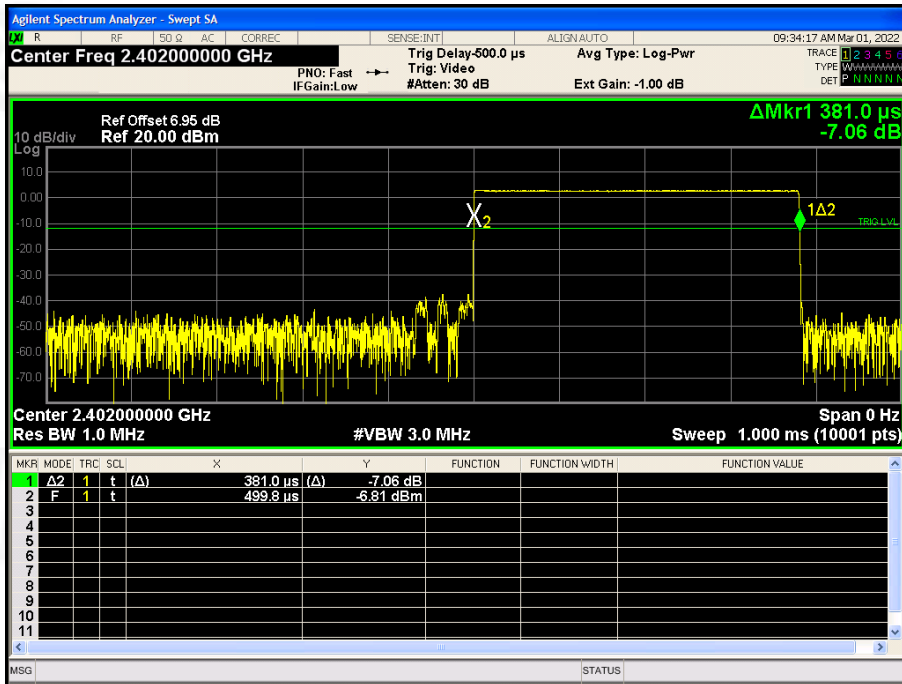 Agilent Spectrum Analyzer - Swept SA
LXI R RF 50 Ω AC CORREC SENSE:INT ALIGNAUTO 09:34:17 AM Mar 01, 2022
Center Freq 2.402000000 GHz
PNO: Fast
IFGain:Low
Trig Delay-500.0 µs
Trig: Video
#Atten: 30 dB
Avg Type: Log-Pwr
Ext Gain: -1.00 dB
TRACE 1 2 3 4 5 6
TYPE WWWWWW
DET P N N N N N
ΔMkr1 381.0 µs
-7.06 dB
Ref Offset 6.95 dB
10 dB/div Ref 20.00 dBm
Log
10.0
0.00
-10.0
-20.0
-30.0
-40.0
-50.0
-60.0
-70.0
X2
1Δ2
TRIG LVL
Center 2.402000000 GHz Span 0 Hz
Res BW 1.0 MHz #VBW 3.0 MHz Sweep 1.000 ms (10001 pts)
MKR MODE TRC SCL X Y FUNCTION FUNCTION WIDTH FUNCTION VALUE
1 Δ2 1 t (Δ) 381.0 µs (Δ) -7.06 dB
2 F 1 t 499.8 µs -6.81 dBm
3
4
5
6
7
8
9
10
11
MSG STATUS